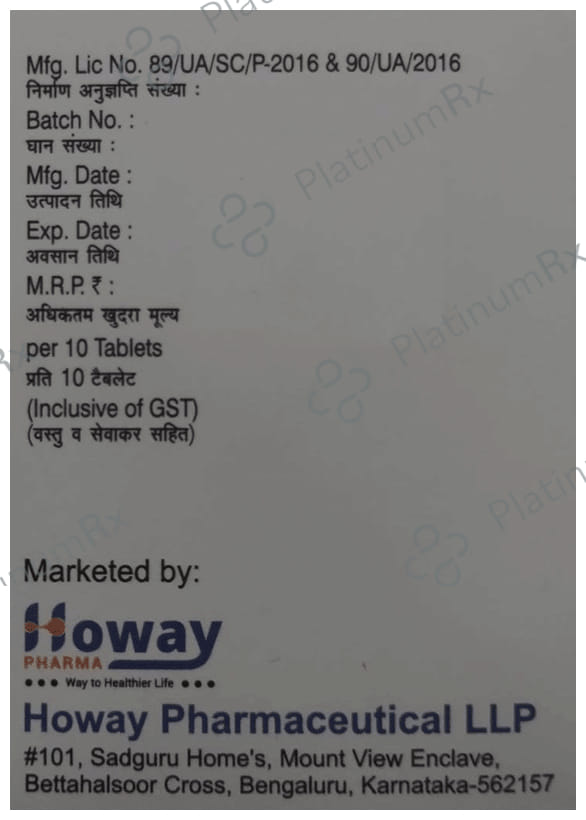 Mfg. Lic No. 89/UA/SC/P-2016 & 90/UA/2016
निर्माण अनुज्ञप्ति संख्या :
Batch No. :
घान संख्या :
Mfg. Date :
उत्पादन तिथि
Exp. Date :
अवसान तिथि
M.R.P. ₹ :
अधिकतम खुदरा मूल्य
per 10 Tablets
प्रति 10 टैबलेट
(Inclusive of GST)
(वस्तु व सेवाकर सहित)
PlatinumRx
PlatinumRx
Marketed by:
Howay
PHARMA
••• Way to Healthier Life •••
Howay Pharmaceutical LLP
#101, Sadguru Home's, Mount View Enclave,
Bettahalsoor Cross, Bengaluru, Karnataka-562157